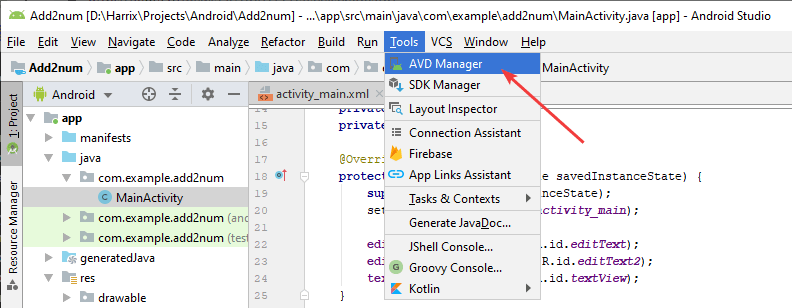 Add2num [D:\Harrix\Projects\Android\Add2num] - ...\app\src\main\java\com\example\add2num\MainActivity.java [app] - Android Studio
File Edit View Navigate Code Analyze Refactor Build Run Tools VCS Window Help
Add2num app src main java com MainActivity
AVD Manager
SDK Manager
Layout Inspector
Connection Assistant
Firebase
App Links Assistant
Tasks & Contexts
Generate JavaDoc...
JShell Console...
Groovy Console...
Kotlin
1: Project
Resource Manager
Android
app
manifests
java
com.example.add2num
MainActivity
com.example.add2num (and
com.example.add2num (test
generatedJava
res
drawable
activity_main.xml
14 priva
15 private
16
17 @Overri
18 protec e savedInstanceState) {
19 sup nceState);
20 set activity_main);
21
22 edi R.id.editText);
23 edi R.id.editText2);
24 tex .id.textView);
25 }